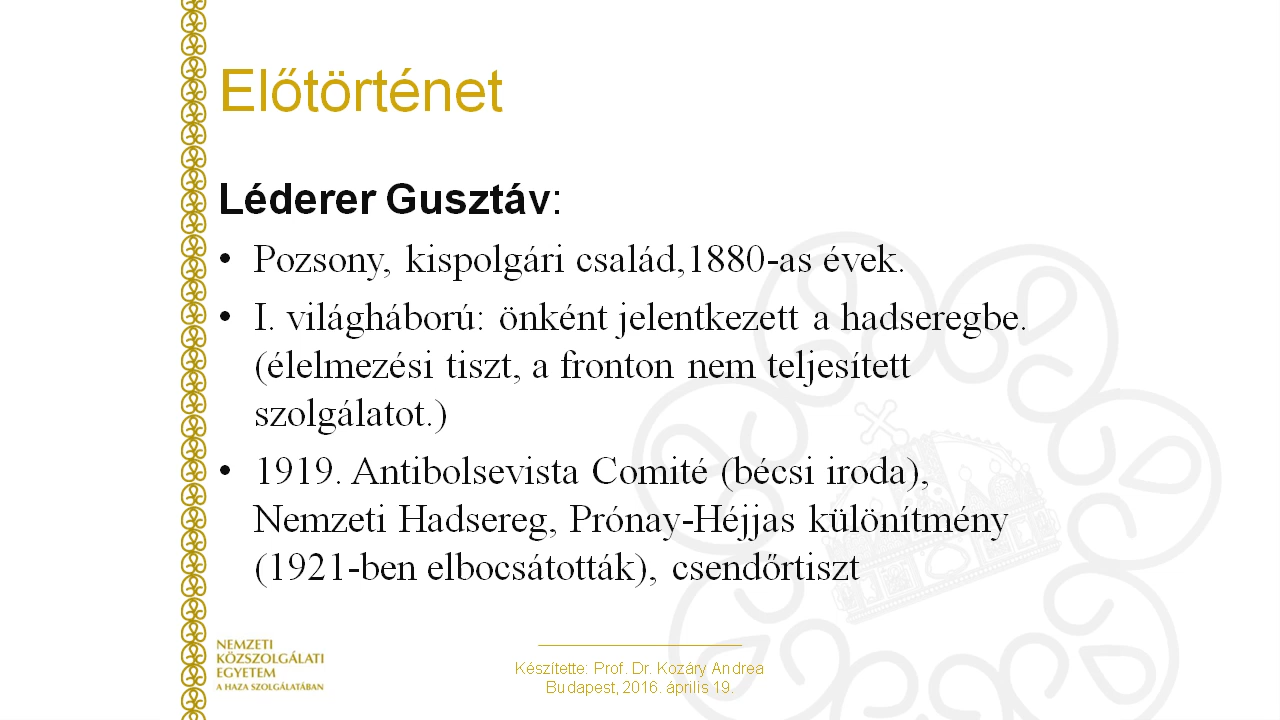 Előtörténet
Léderer Gusztáv:
• Pozsony, kispolgári család,1880-as évek.
• I. világháború: önként jelentkezett a hadseregbe.
(élelmezési tiszt, a fronton nem teljesített
szolgálatot.)
• 1919. Antibolsevista Comité (bécsi iroda),
Nemzeti Hadsereg, Prónay-Héjjas különítmény
(1921-ben elbocsátották), csendőrtiszt
NEMZETI
KÖZSZOLGÁLATI
EGYETEM
A HAZA SZOLGÁLATÁBAN
Készítette: Prof. Dr. Kozáry Andrea
Budapest, 2016. április 19.